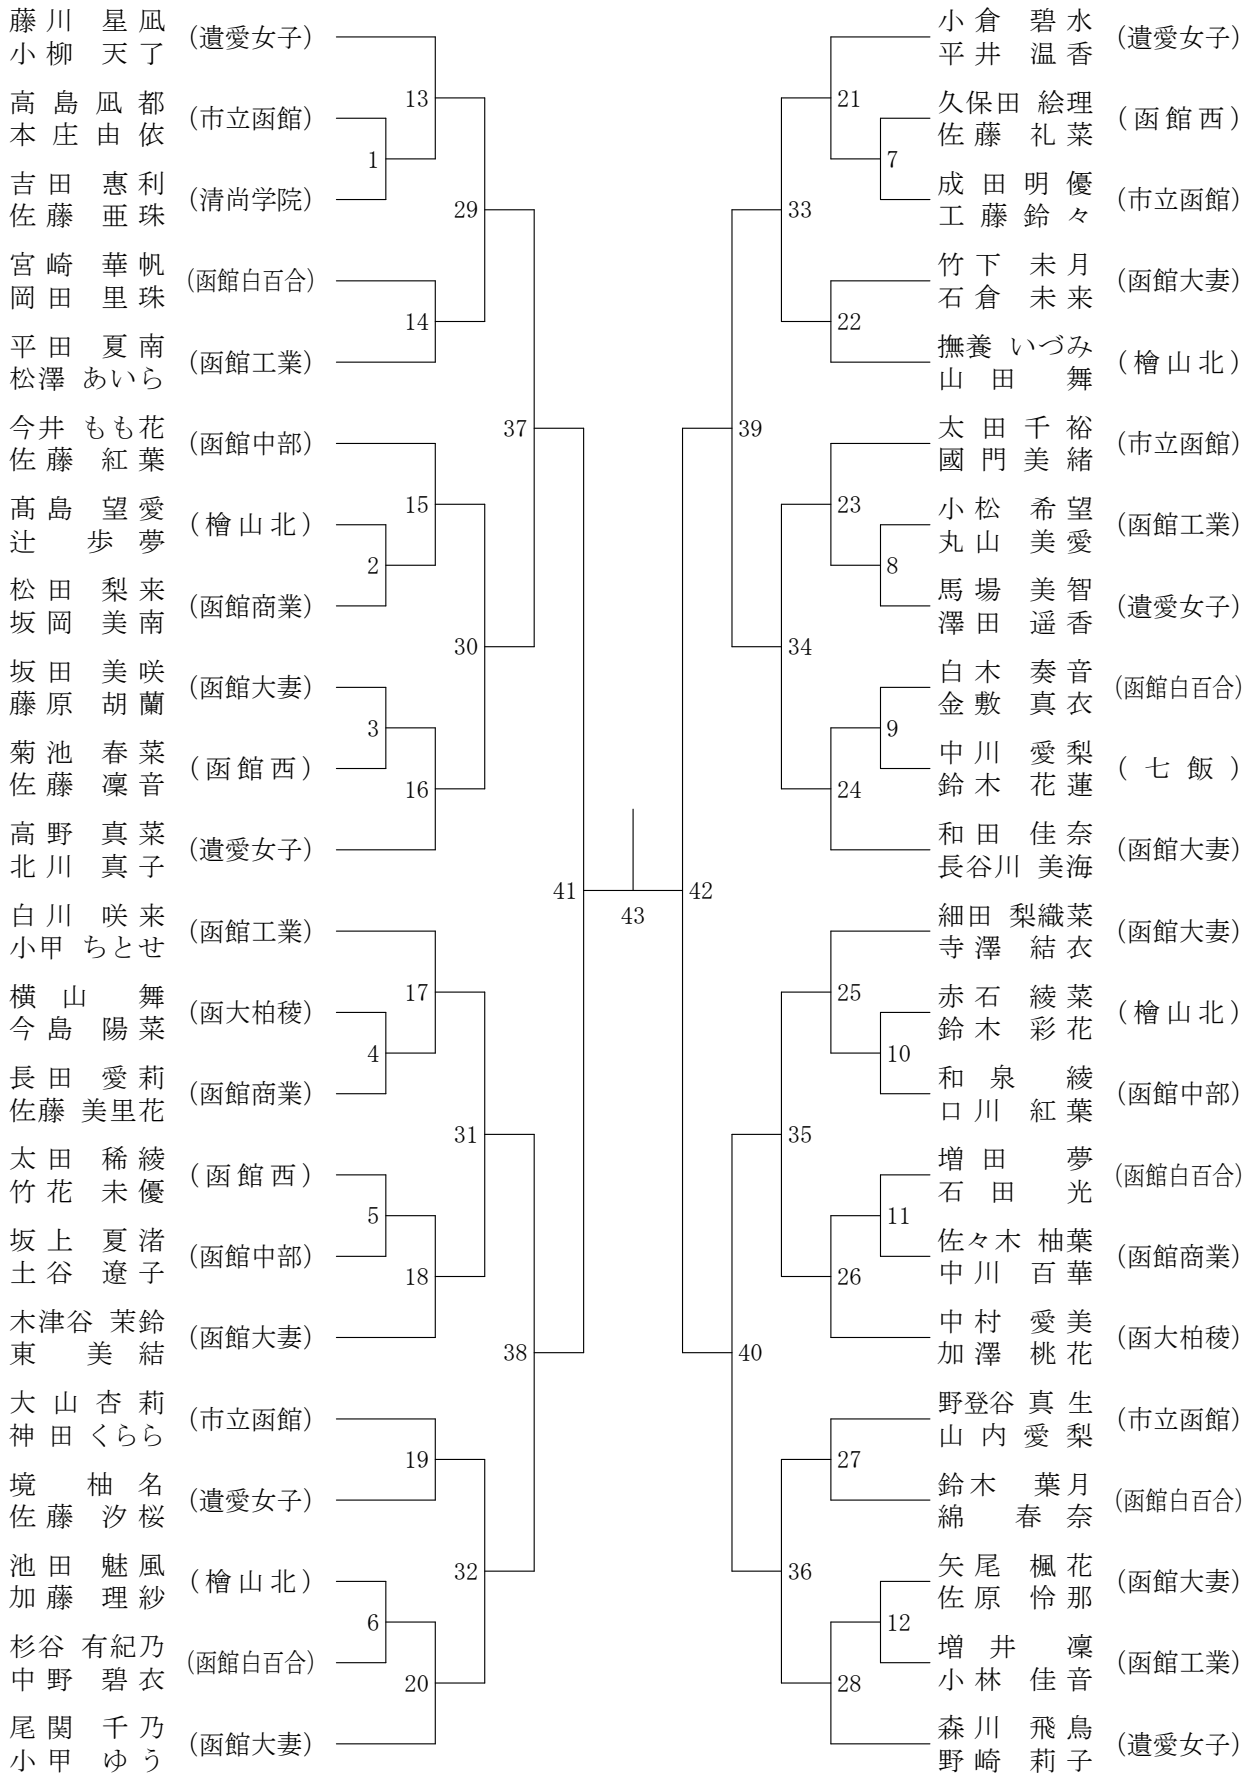 藤川 星凪
小柳 天了
(遺愛女子)
高島凪都
本庄由依
(市立函館)
吉田 惠利
佐藤 亜珠
(清尚学院)
宮崎 華帆
岡田 里珠
(函館白百合)
平田 夏南
松澤 あいら
(函館工業)
今井 もも花
佐藤 紅葉
(函館中部)
髙島 望愛
辻 歩夢
(檜山北)
松田 梨来
坂岡 美南
(函館商業)
坂田 美咲
藤原 胡蘭
(函館大妻)
菊池 春菜
佐藤 凜音
(函館西)
高野 真菜
北川 真子
(遺愛女子)
白川 咲来
小甲 ちとせ
(函館工業)
横山 舞
今島 陽菜
(函大柏稜)
長田 愛莉
佐藤 美里花
(函館商業)
太田 稀綾
竹花 未優
(函館西)
坂上 夏渚
土谷 遼子
(函館中部)
木津谷 茉鈴
東 美結
(函館大妻)
大山杏莉
神田くらら
(市立函館)
境 柚名
佐藤 汐桜
(遺愛女子)
池田 魅風
加藤 理紗
(檜山北)
杉谷 有紀乃
中野 碧衣
(函館白百合)
尾関 千乃
小甲 ゆう
(函館大妻)
13
1
29
14
37
15
2
30
3
16
41
17
4
31
5
18
38
19
32
6
20
43
21
7
33
22
39
23
8
34
9
24
42
25
10
35
11
26
40
27
36
12
28
小倉 碧水
平井 温香
(遺愛女子)
久保田 絵理
佐藤 礼菜
(函館西)
成田明優
工藤鈴々
(市立函館)
竹下 未月
石倉 未来
(函館大妻)
撫養 いづみ
山田 舞
(檜山北)
太田千裕
國門美緒
(市立函館)
小松 希望
丸山 美愛
(函館工業)
馬場 美智
澤田 遥香
(遺愛女子)
白木 奏音
金敷 真衣
(函館白百合)
中川 愛梨
鈴木 花蓮
(七飯)
和田 佳奈
長谷川 美海
(函館大妻)
細田 梨織菜
寺澤 結衣
(函館大妻)
赤石 綾菜
鈴木 彩花
(檜山北)
和泉 綾
口川 紅葉
(函館中部)
増田 夢
石田 光
(函館白百合)
佐々木 柚葉
中川 百華
(函館商業)
中村 愛美
加澤 桃花
(函大柏稜)
野登谷真生
山内愛梨
(市立函館)
鈴木 葉月
綿 春奈
(函館白百合)
矢尾 楓花
佐原 怜那
(函館大妻)
増井 凜
小林 佳音
(函館工業)
森川 飛鳥
野崎 莉子
(遺愛女子)